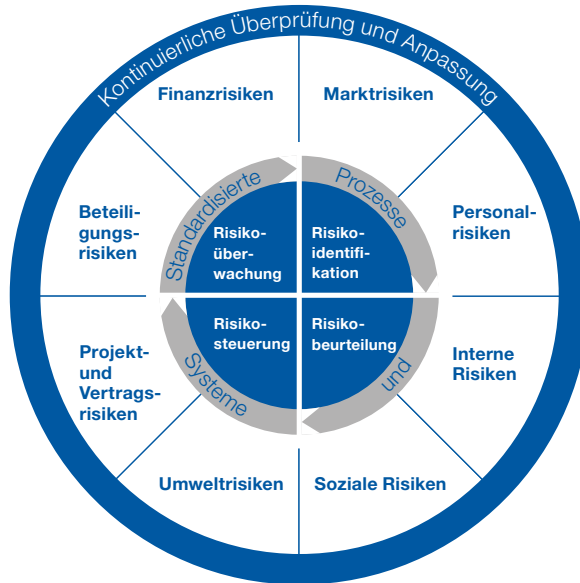 Kontinuierliche Überprüfung und Anpassung
Finanzrisiken
Marktrisiken
Standardisierte
Prozesse
Beteili-
gungs-
risiken
Risiko-
über-
wachung
Risiko-
identifi-
kation
Personal-
risiken
Projekt-
und
Vertrags-
risiken
Risiko-
steuerung
Risiko-
beurteilung
Interne
Risiken
und
Systeme
Umweltrisiken
Soziale Risiken